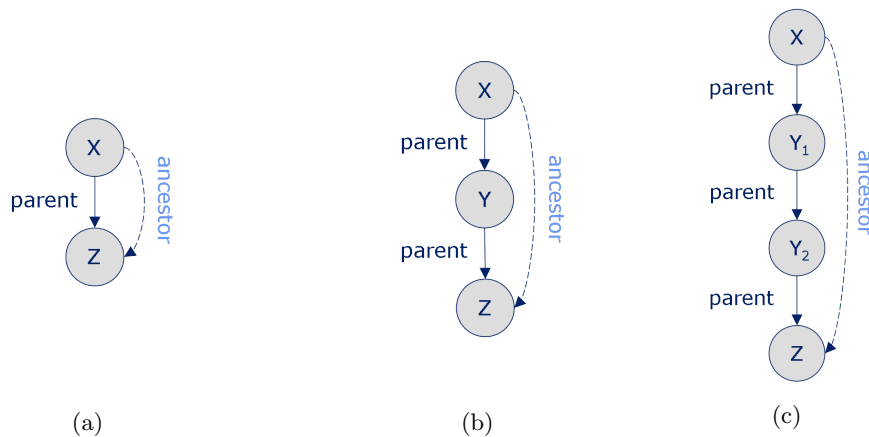 X
parent
ancestor
Z
(a)
X
parent
Y
ancestor
parent
Z
(b)
X
parent
Y1
parent
ancestor
Y2
parent
Z
(c)